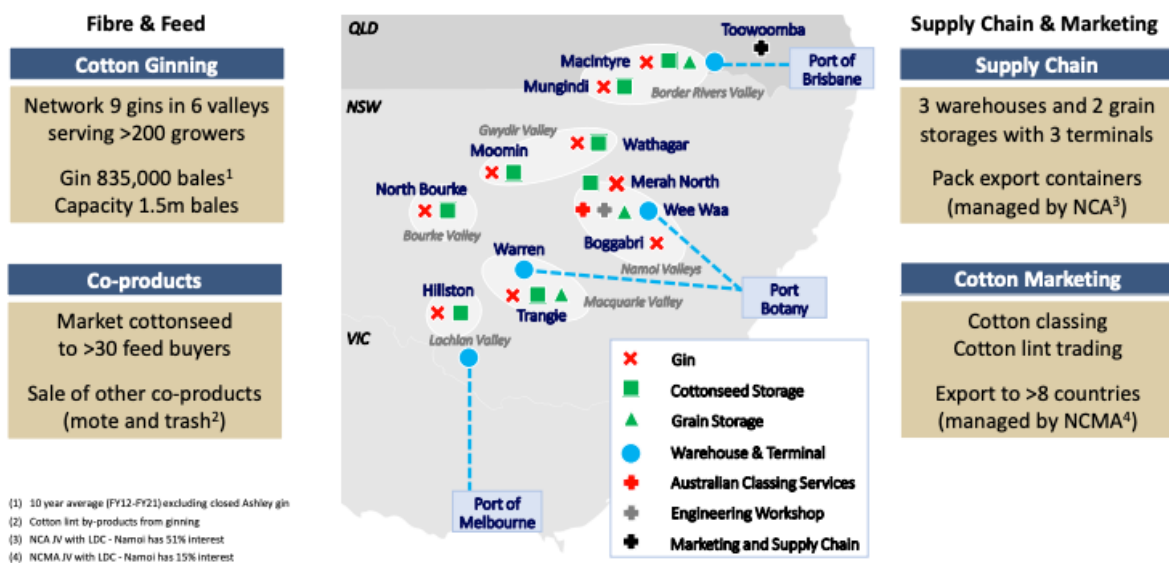 Fibre & Feed
Cotton Ginning
Network 9 gins in 6 valleys
serving >200 growers
Gin 835,000 bales1
Capacity 1.5m bales
Co-products
Market cottonseed
to >30 feed buyers
Sale of other co-products
(mote and trash2)
(1) 10 year average (FY12-FY21) excluding closed Ashley gin
(2) Cotton lint by-products from ginning
(3) NCA JV with LDC - Namoi has 51% interest
(4) NCMA JV with LDC - Namoi has 15% interest
QLD
Toowoomba
MacIntyre
Port of
Brisbane
Mungindi
Border Rivers Valley
NSW
Gwydir Valley
Moomin
Wathagar
North Bourke
Merah North
Wee Waa
Bourke Valley
Boggabri
Namoi Valleys
Warren
Macquarie Valley
Trangie
Port
Botany
Hillston
Lachlan Valley
VIC
Port of
Melbourne
Gin
Cottonseed Storage
Grain Storage
Warehouse & Terminal
Australian Classing Services
Engineering Workshop
Marketing and Supply Chain
Supply Chain & Marketing
Supply Chain
3 warehouses and 2 grain
storages with 3 terminals
Pack export containers
(managed by NCA3)
Cotton Marketing
Cotton classing
Cotton lint trading
Export to >8 countries
(managed by NCMA4)